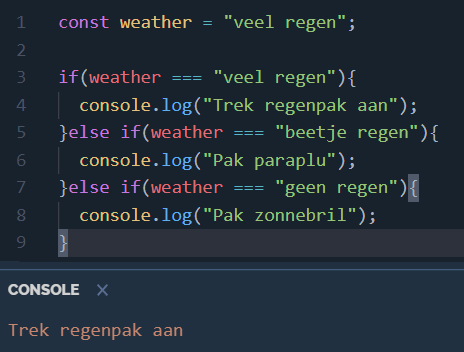 1 const weather = "veel regen";
2
3 if(weather === "veel regen"){
4 console.log("Trek regenpak aan");
5 }else if(weather === "beetje regen"){
6 console.log("Pak paraplu");
7 }else if(weather === "geen regen"){
8 console.log("Pak zonnebril");
9 }
CONSOLE X
Trek regenpak aan